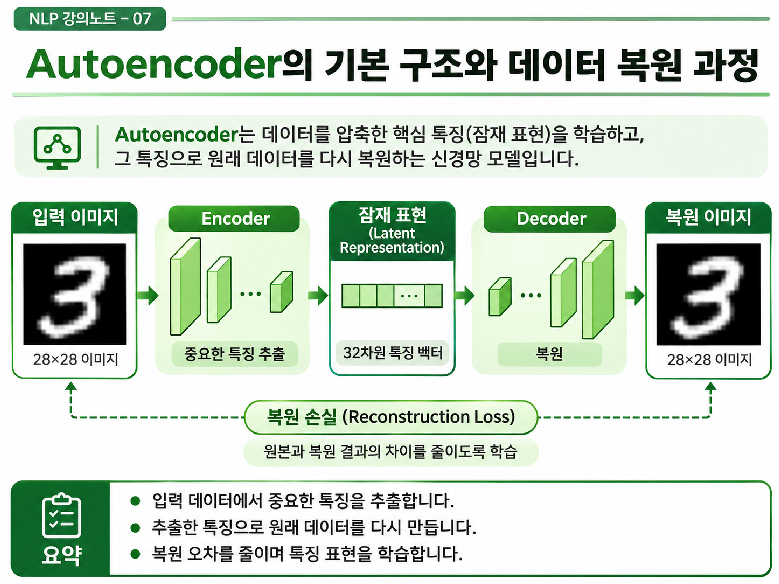 NLP 강의노트 - 07
Autoencoder의 기본 구조와 데이터 복원 과정
Autoencoder는 데이터를 압축한 핵심 특징(잠재 표현)을 학습하고,
그 특징으로 원래 데이터를 다시 복원하는 신경망 모델입니다.
입력 이미지
28×28 이미지
Encoder
중요한 특징 추출
잠재 표현
(Latent
Representation)
32차원 특징 벡터
Decoder
복원
복원 이미지
28×28 이미지
복원 손실 (Reconstruction Loss)
원본과 복원 결과의 차이를 줄이도록 학습
요약
● 입력 데이터에서 중요한 특징을 추출합니다.
● 추출한 특징으로 원래 데이터를 다시 만듭니다.
● 복원 오차를 줄이며 특징 표현을 학습합니다.
3
3